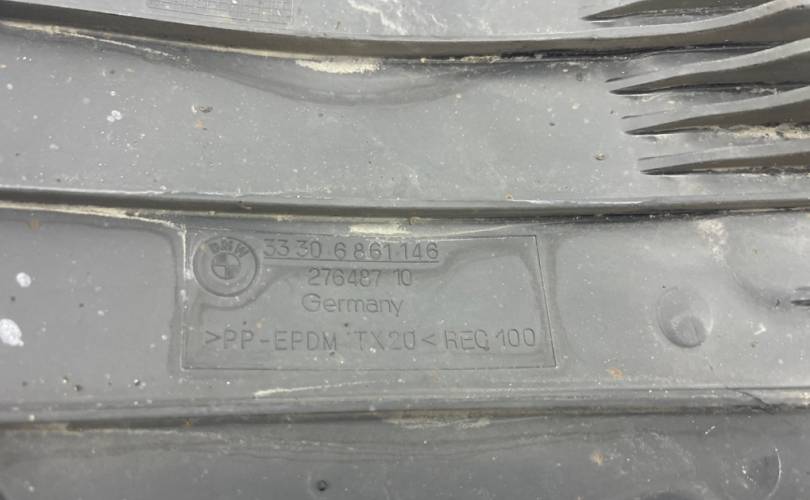 BMW
33 30 6 861 146
276487 10
Germany
>PP-EPDM TX20< REC 100